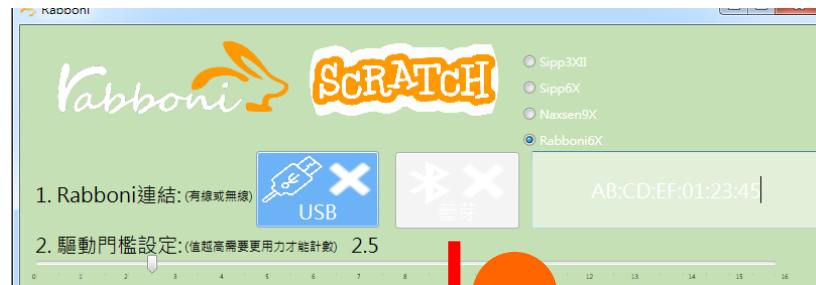 Rabboni
rabboni
SCRATCH
Sipp3XII
Sipp6X
Naxsen9X
Rabboni6X
1. Rabboni連結: (有線或無線)
USB
藍芽
AB:CD:EF:01:23:45
2. 驅動門檻設定:(值越高需要更用力才能計數) 2.5
0 1 2 3 4 5 6 7 8 12 13 14 15 16